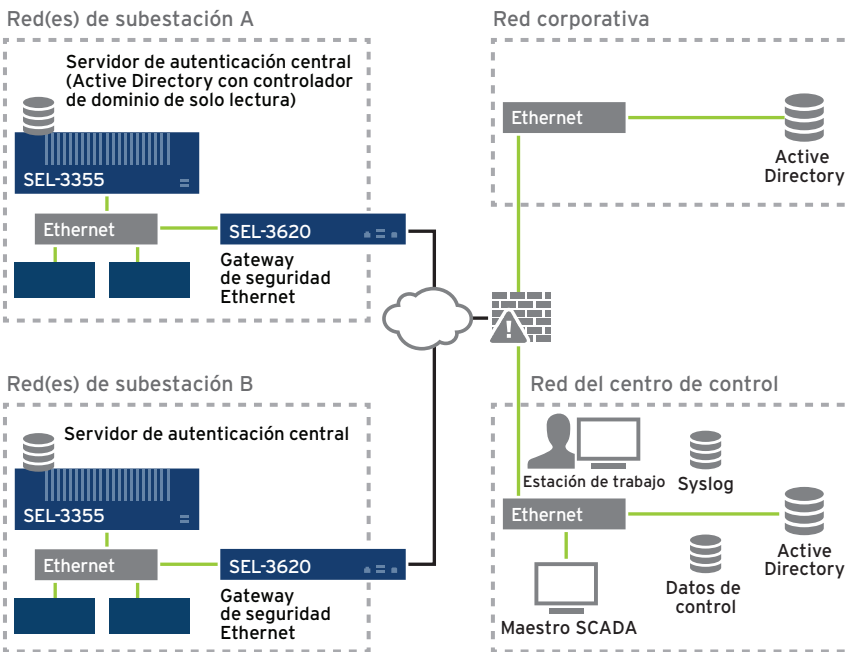 Red(es) de subestación A
Servidor de autenticación central
(Active Directory con controlador
de dominio de solo lectura)
SEL-3355
Ethernet
SEL-3620
Gateway
de seguridad
Ethernet
Red corporativa
Ethernet
Active
Directory
!
Red(es) de subestación B
Servidor de autenticación central
SEL-3355
Ethernet
SEL-3620
Gateway
de seguridad
Ethernet
Red del centro de control
Estación de trabajo
Syslog
Ethernet
Active
Directory
Datos de
control
Maestro SCADA